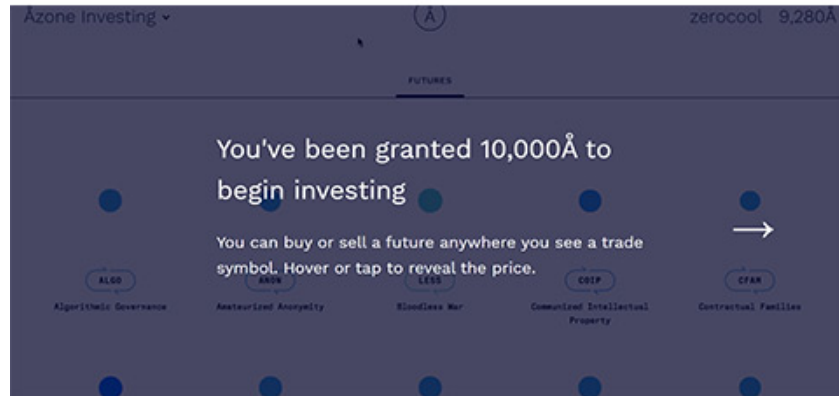 Åzone Investing
Å
zerocool 9,280Å
FUTURES
You've been granted 10,000Å to
begin investing
You can buy or sell a future anywhere you see a trade
symbol. Hover or tap to reveal the price.
ALGO
ANON
LESS
COIP
CFAM
Algorithmic Governance
Amateurized Anonymity
Bloodless War
Communized Intellectual
Property
Contractual Families